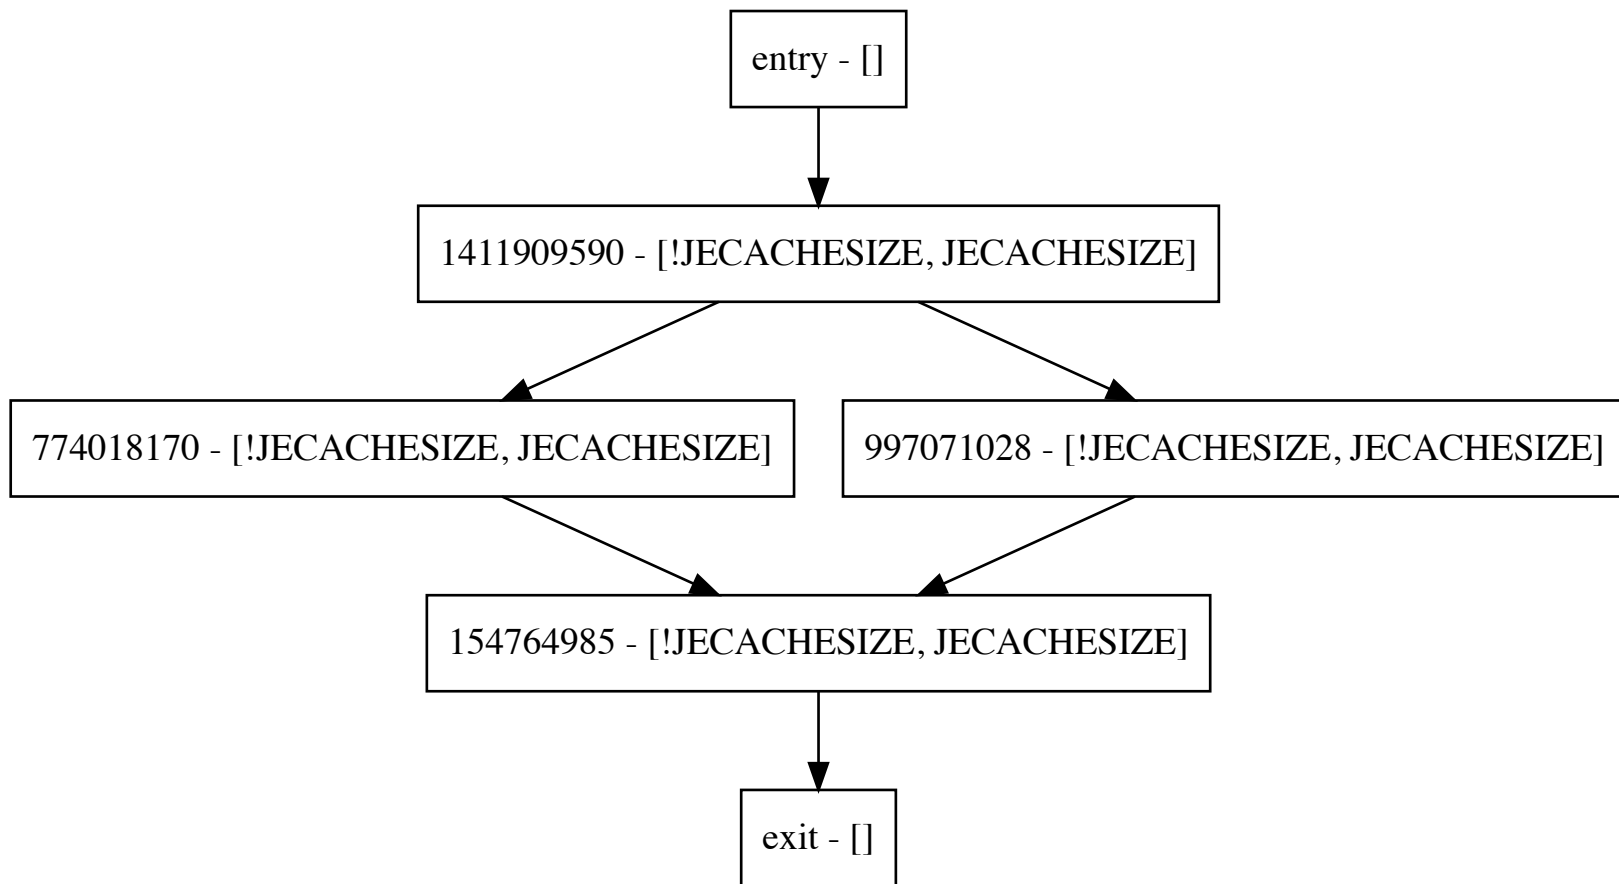 entry - []
1411909590 - [!JECACHESIZE, JECACHESIZE]
774018170 - [!JECACHESIZE, JECACHESIZE]
997071028 - [!JECACHESIZE, JECACHESIZE]
154764985 - [!JECACHESIZE, JECACHESIZE]
exit - []